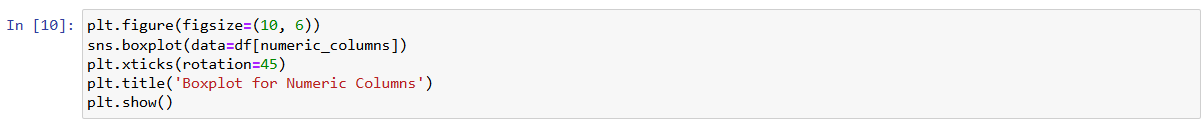 In [10]: plt.figure(figsize=(10, 6))
sns.boxplot(data=df[numeric_columns])
plt.xticks(rotation=45)
plt.title('Boxplot for Numeric Columns')
plt.show()